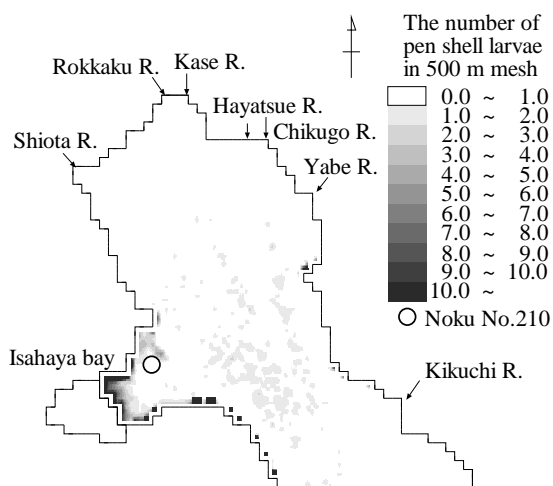 The number of
pen shell larvae
in 500 m mesh
0.0 ~ 1.0
1.0 ~ 2.0
2.0 ~ 3.0
3.0 ~ 4.0
4.0 ~ 5.0
5.0 ~ 6.0
6.0 ~ 7.0
7.0 ~ 8.0
8.0 ~ 9.0
9.0 ~ 10.0
10.0 ~
Noku No.210
Kase R.
Rokkaku R.
Hayatsue R.
Chikugo R.
Shiota R.
Yabe R.
Isahaya bay
Kikuchi R.